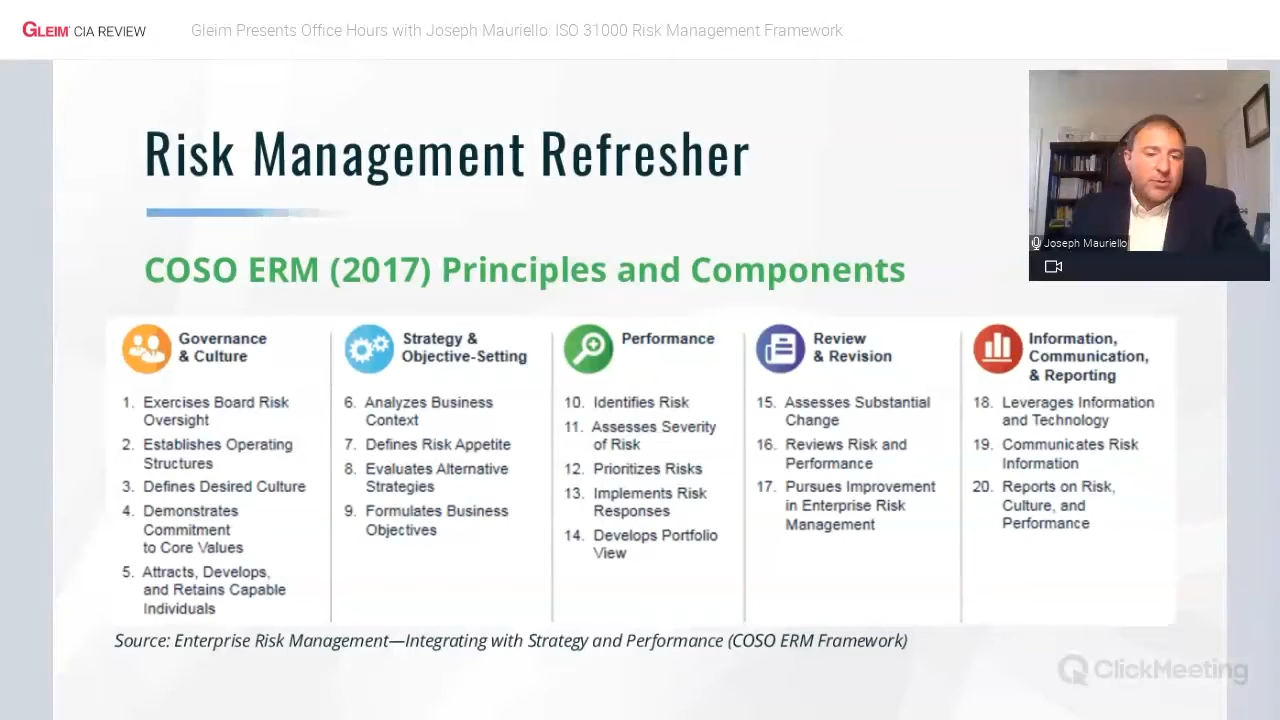 GLEIM CIA REVIEW
Gleim Presents Office Hours with Joseph Mauriello: ISO 31000 Risk Management Framework
Risk Management Refresher
Joseph Mauriello
COSO ERM (2017) Principles and Components
Governance
& Culture
1. Exercises Board Risk
Oversight
2. Establishes Operating
Structures
3. Defines Desired Culture
4. Demonstrates
Commitment
to Core Values
5. Attracts, Develops,
and Retains Capable
Individuals
Strategy &
Objective-Setting
6. Analyzes Business
Context
7. Defines Risk Appetite
8. Evaluates Alternative
Strategies
9. Formulates Business
Objectives
Performance
10. Identifies Risk
11. Assesses Severity
of Risk
12. Prioritizes Risks
13. Implements Risk
Responses
14. Develops Portfolio
View
Review
& Revision
15. Assesses Substantial
Change
16. Reviews Risk and
Performance
17. Pursues Improvement
in Enterprise Risk
Management
Information,
Communication,
& Reporting
18. Leverages Information
and Technology
19. Communicates Risk
Information
20. Reports on Risk,
Culture, and
Performance
Source: Enterprise Risk Management—Integrating with Strategy and Performance (COSO ERM Framework)
ClickMeeting